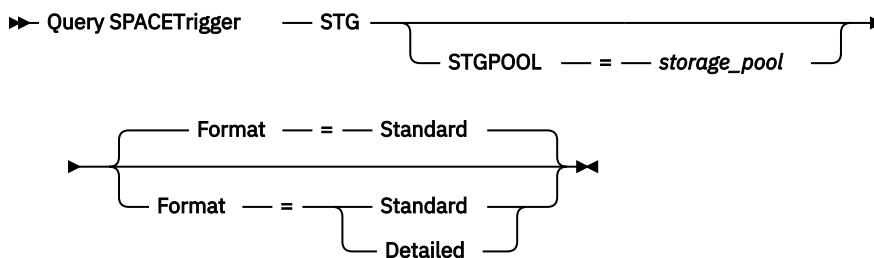 Query SPACETrigger STG
STGPOOL = storage_pool
Format = Standard
Format = Standard
Detailed